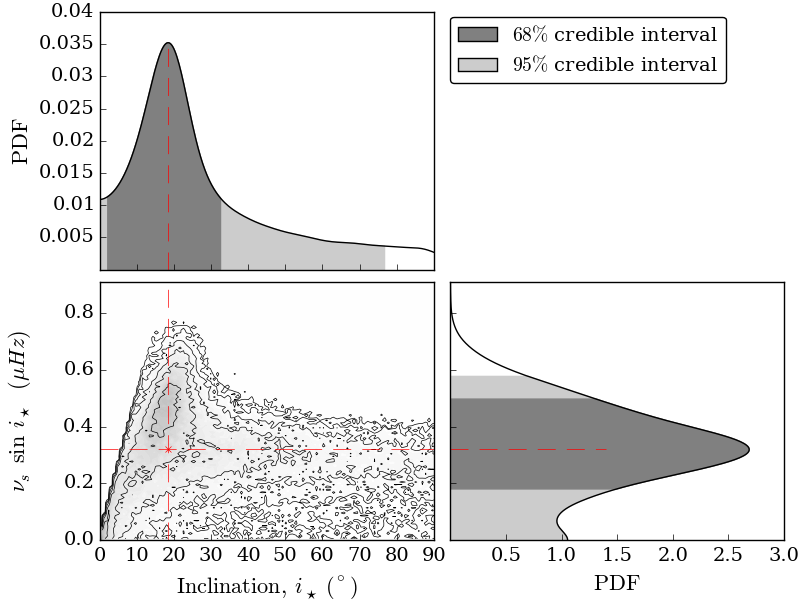 0.04
0.035
0.03
0.025
0.02
0.015
0.01
0.005
PDF
68% credible interval
95% credible interval
0.8
0.6
0.4
0.2
0.0
ν_s sin i_⋆ (μHz)
0 10 20 30 40 50 60 70 80 90
Inclination, i_⋆ (°)
0.5 1.0 1.5 2.0 2.5 3.0
PDF